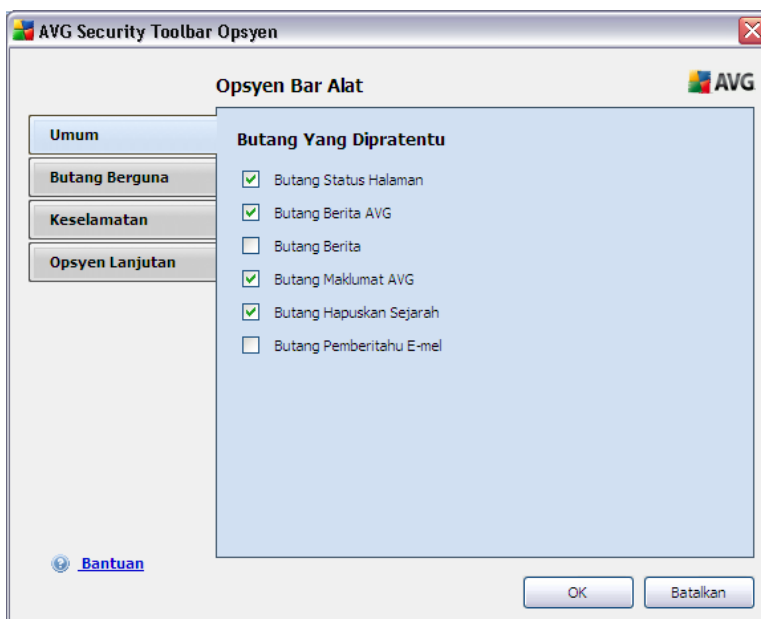 AVG Security Toolbar Opsyen
Opsyen Bar Alat
AVG
Umum
Butang Berguna
Keselamatan
Opsyen Lanjutan
Butang Yang Dipratentu
Butang Status Halaman
Butang Berita AVG
Butang Berita
Butang Maklumat AVG
Butang Hapuskan Sejarah
Butang Pemberitahu E-mel
Bantuan
OK
Batalkan